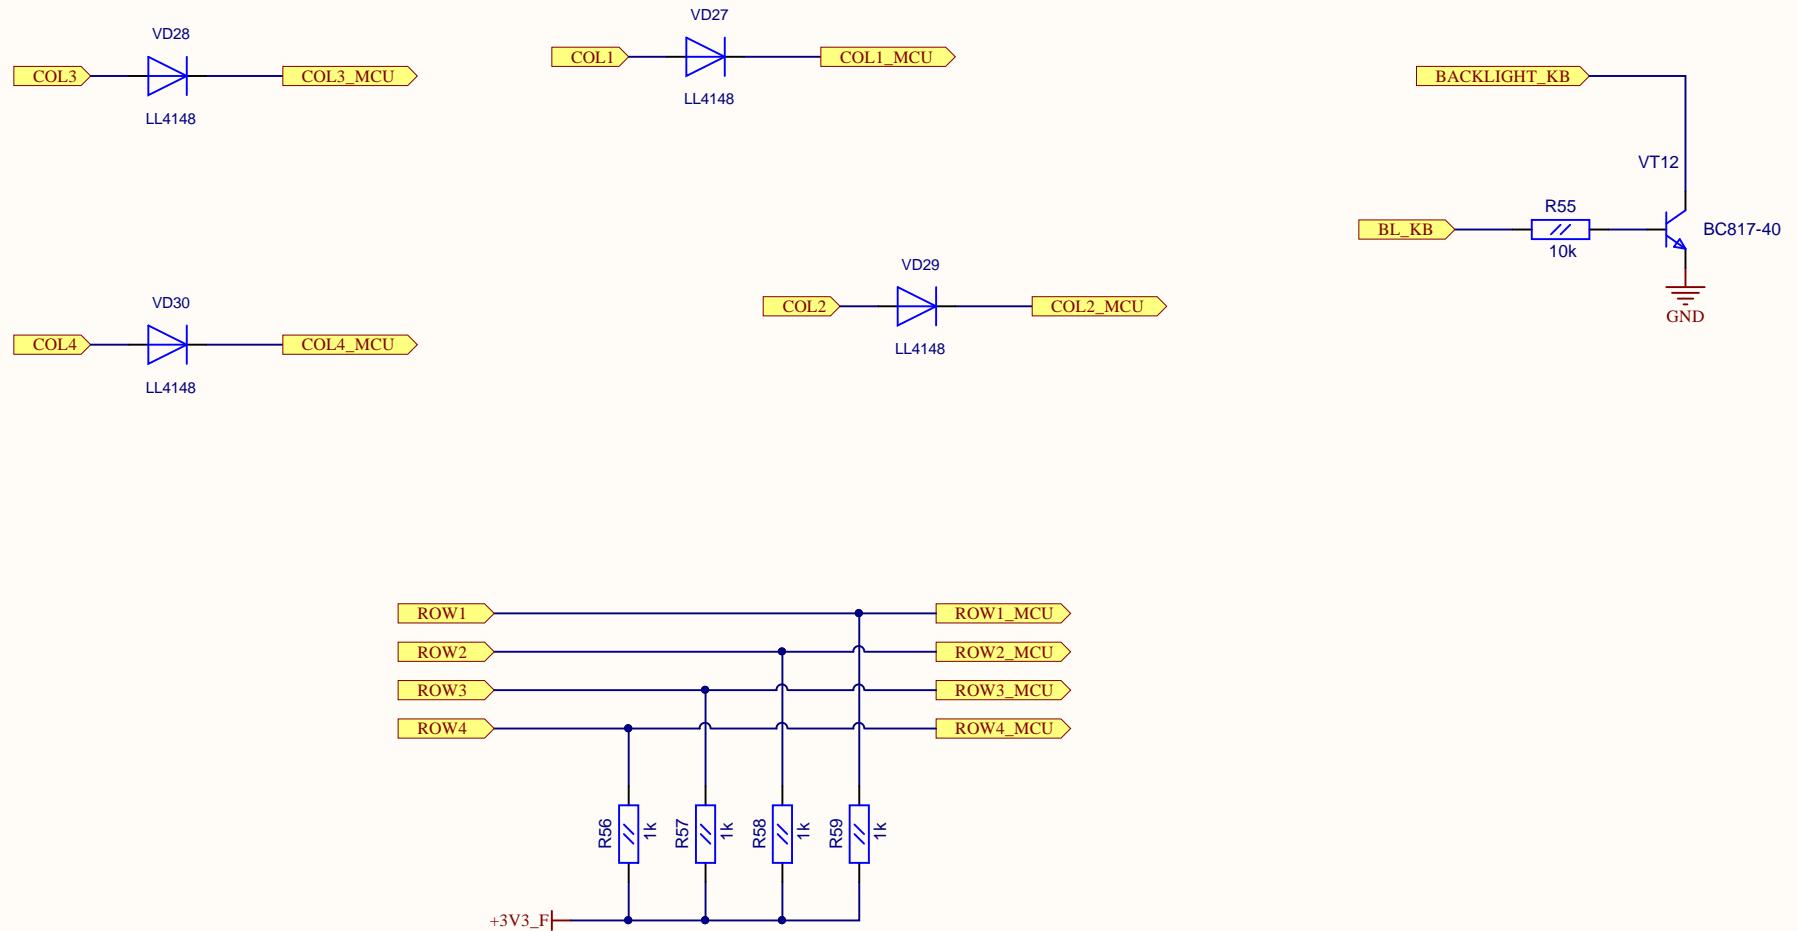 VD28
COL3
COL3_MCU
LL4148
VD27
COL1
COL1_MCU
LL4148
BACKLIGHT_KB
VT12
R55
BL_KB
10k
BC817-40
GND
VD29
COL2
COL2_MCU
LL4148
VD30
COL4
COL4_MCU
LL4148
ROW1
ROW1_MCU
ROW2
ROW2_MCU
ROW3
ROW3_MCU
ROW4
ROW4_MCU
R56
1k
R57
1k
R58
1k
R59
1k
+3V3_F